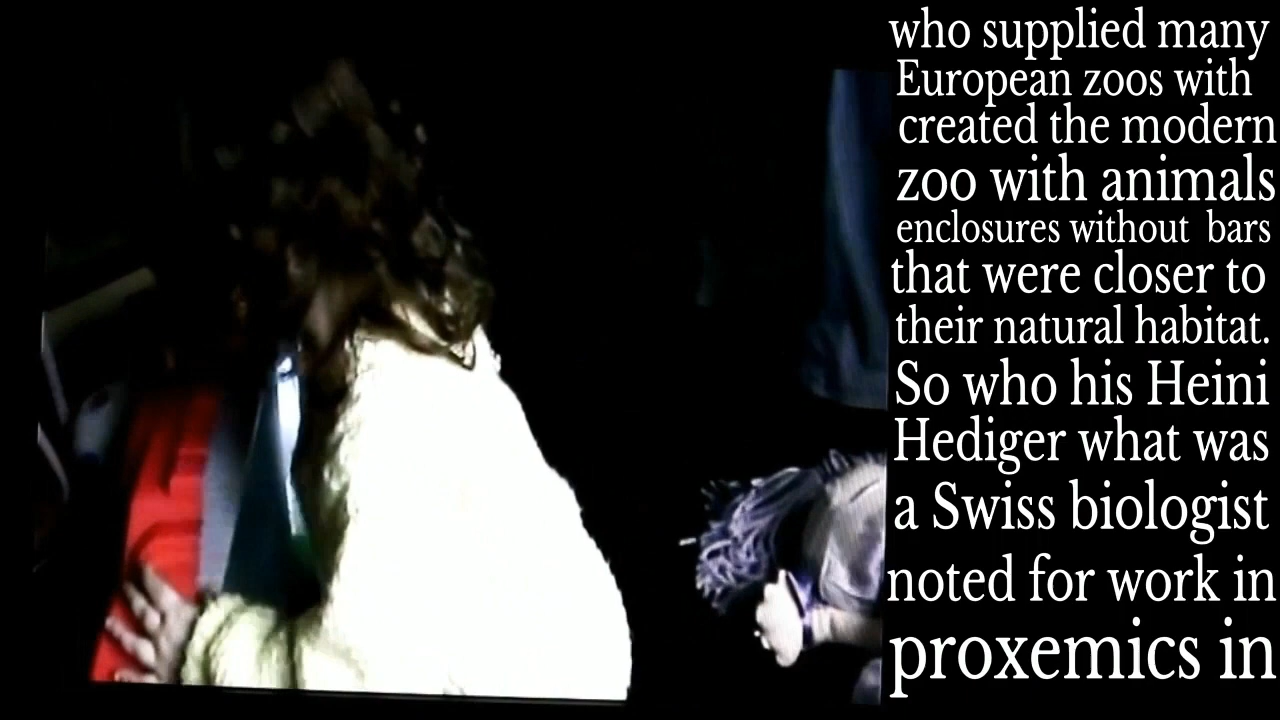 who supplied many
European zoos with
created the modern
zoo with animals
enclosures without bars
that were closer to
their natural habitat.
So who his Heini
Hediger what was
a Swiss biologist
noted for work in
proxemics in